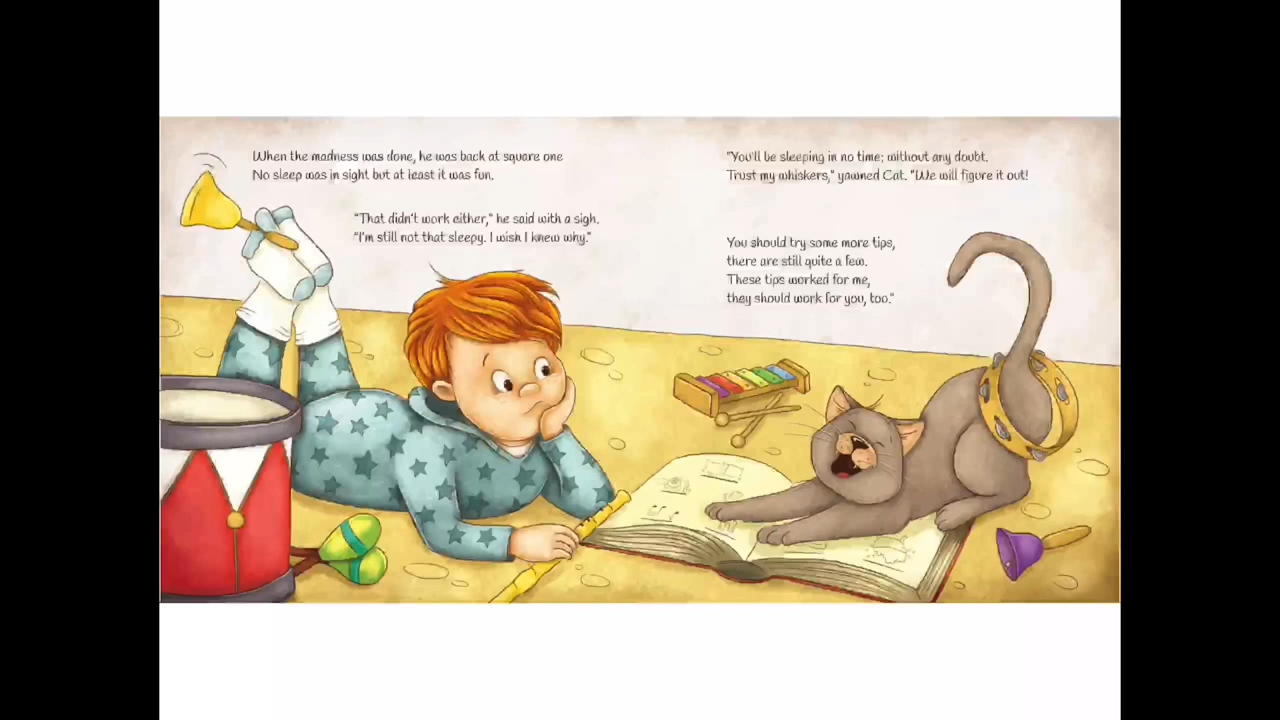 When the madness was done, he was back at square one
No sleep was in sight but at least it was fun.
"That didn't work either," he said with a sigh.
"I'm still not that sleepy. I wish I knew why."
"You'll be sleeping in no time; without any doubt.
Trust my whiskers," yawned Cat. "We will figure it out!
You should try some more tips,
there are still quite a few.
These tips worked for me,
they should work for you, too."